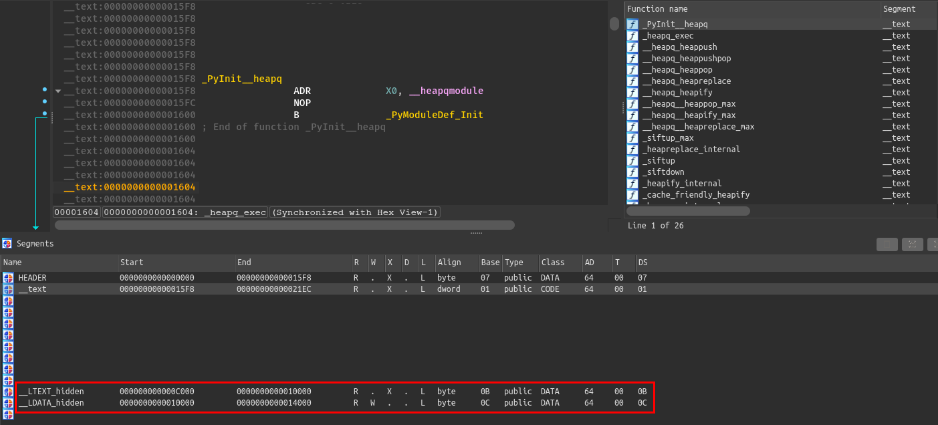 __text:00000000000015F8
__text:00000000000015F8
__text:00000000000015F8
__text:00000000000015F8
__text:00000000000015F8
__text:00000000000015F8
__text:00000000000015F8 _PyInit__heapq
__text:00000000000015F8 ADR X0, __heapqmodule
__text:00000000000015FC NOP
__text:0000000000001600 B _PyModuleDef_Init
__text:0000000000001600 ; End of function _PyInit__heapq
__text:0000000000001600
__text:0000000000001604
__text:0000000000001604
__text:0000000000001604
__text:0000000000001604
__text:0000000000001604
00001604 0000000000001604: _heapq_exec (Synchronized with Hex View-1)
Function name Segment
_PyInit__heapq __text
_heapq_exec __text
__heapq_heappush __text
__heapq_heappushpop __text
__heapq_heappop __text
__heapq_heapreplace __text
__heapq_heapify __text
__heapq__heappop_max __text
__heapq__heapify_max __text
__heapq__heapreplace_max __text
_siftup_max __text
_heapreplace_internal __text
_siftup __text
_siftdown __text
_heapify_internal __text
_cache_friendly_heapify __text
Line 1 of 26
Segments
Name Start End R W X D L Align Base Type Class AD T DS
HEADER 0000000000000000 00000000000015F8 R . X . L byte 07 public DATA 64 00 07
__text 00000000000015F8 00000000000021EC R . X . L dword 01 public CODE 64 00 01
__LTEXT_hidden 000000000000C000 0000000000010000 R . X . L byte 0B public DATA 64 00 0B
__LDATA_hidden 0000000000010000 0000000000014000 R W . . L byte 0C public DATA 64 00 0C